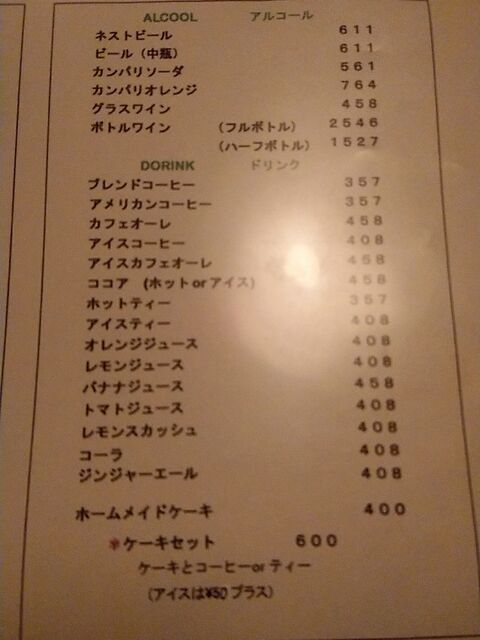 ALCOOL アルコール
ネストビール 611
ビール（中瓶） 611
カンパリソーダ 561
カンパリオレンジ 764
グラスワイン 458
ボトルワイン （フルボトル） 2546
（ハーフボトル） 1527
DORINK ドリンク
ブレンドコーヒー 357
アメリカンコーヒー 357
カフェオーレ 458
アイスコーヒー 408
アイスカフェオーレ 458
ココア （ホットorアイス） 458
ホットティー 357
アイスティー 408
オレンジジュース 408
レモンジュース 408
バナナジュース 458
トマトジュース 408
レモンスカッシュ 408
コーラ 408
ジンジャーエール 408
ホームメイドケーキ 400
*ケーキセット 600
ケーキとコーヒーorティー
（アイスは¥50プラス）